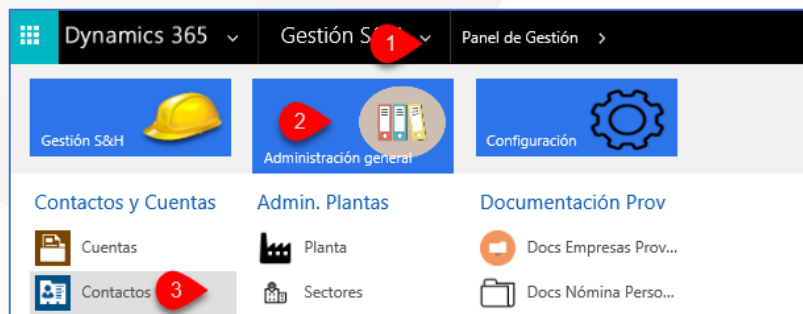 Dynamics 365 Gestión S&H 1 Panel de Gestión >
Gestión S&H 2 Administración general Configuración
Contactos y Cuentas Admin. Plantas Documentación Prov
Cuentas Planta Docs Empresas Prov...
Contactos 3 Sectores Docs Nómina Perso...